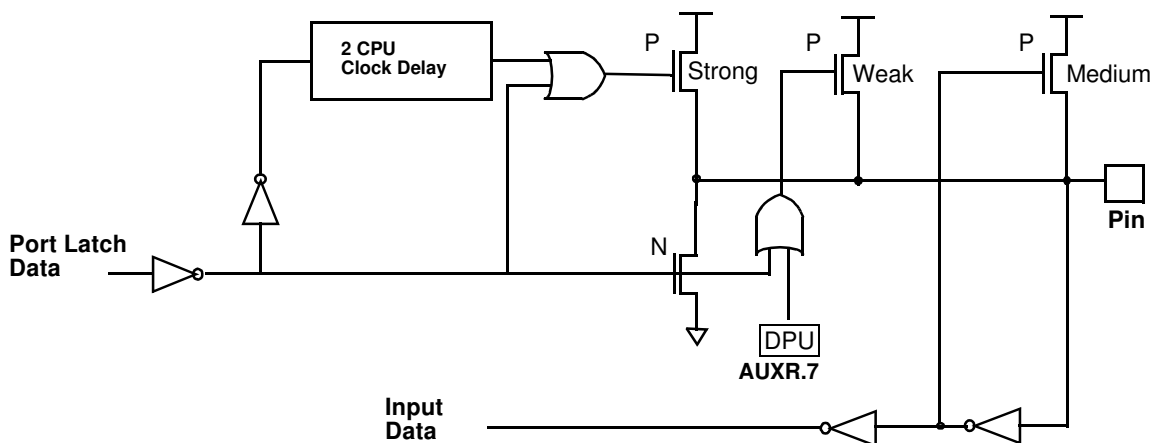 2 CPU
Clock Delay
P
Strong
P
Weak
P
Medium
Pin
Port Latch
Data
N
DPU
AUXR.7
Input
Data